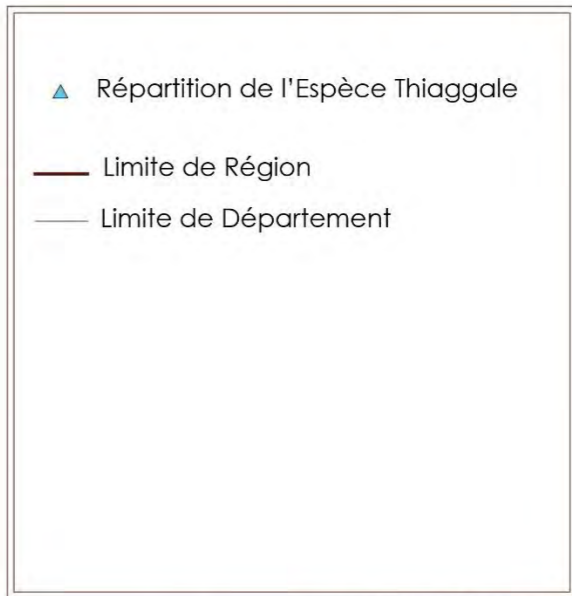 Répartition de l'Espèce Thiaggale
Limite de Région
Limite de Département